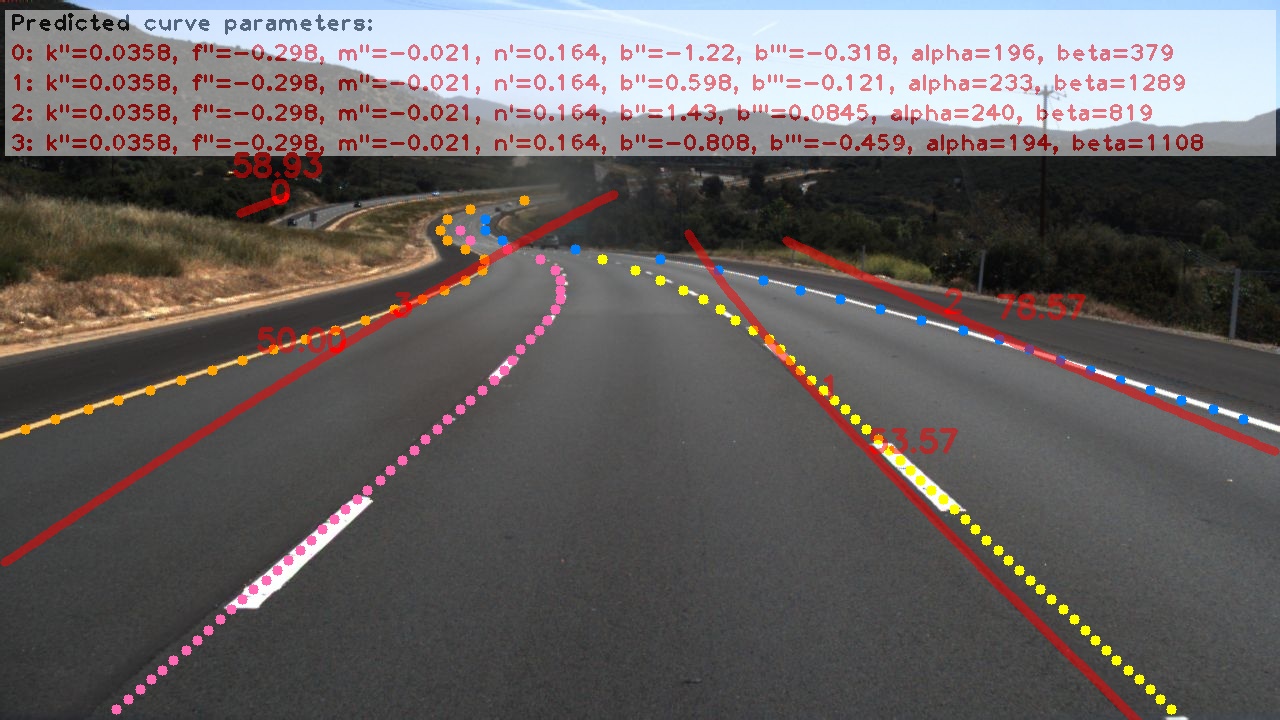 Predicted curve parameters:
0: k''=0.0358, f''=-0.298, m''=-0.021, n'=0.164, b''=-1.22, b'''=-0.318, alpha=196, beta=379
1: k''=0.0358, f''=-0.298, m''=-0.021, n'=0.164, b''=0.598, b'''=-0.121, alpha=233, beta=1289
2: k''=0.0358, f''=-0.298, m''=-0.021, n'=0.164, b''=1.43, b'''=0.0845, alpha=240, beta=819
3: k''=0.0358, f''=-0.298, m''=-0.021, n'=0.164, b''=-0.808, b'''=-0.459, alpha=194, beta=1108
58.93
0
3
2 78.57
50.00
1
53.57